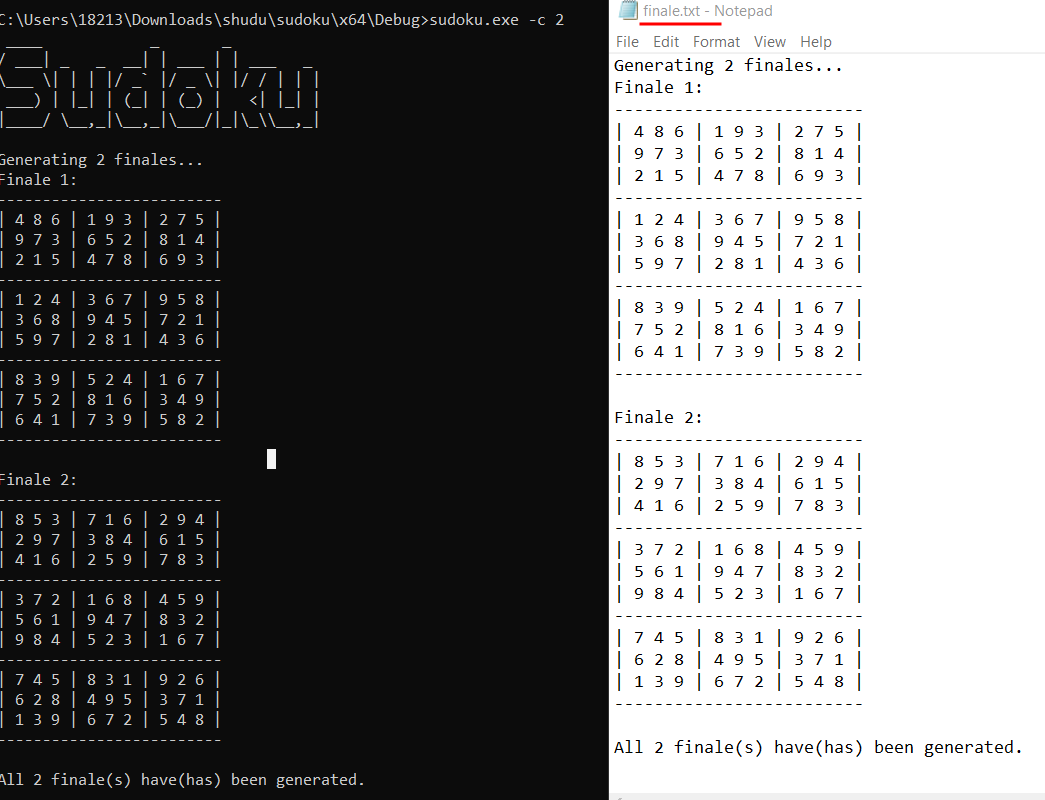 C:\Users\18213\Downloads\shudu\sudoku\x64\Debug>sudoku.exe -c 2
Sudoku
Generating 2 finales...
Finale 1:
-------------------------
| 4 8 6 | 1 9 3 | 2 7 5 |
| 9 7 3 | 6 5 2 | 8 1 4 |
| 2 1 5 | 4 7 8 | 6 9 3 |
-------------------------
| 1 2 4 | 3 6 7 | 9 5 8 |
| 3 6 8 | 9 4 5 | 7 2 1 |
| 5 9 7 | 2 8 1 | 4 3 6 |
-------------------------
| 8 3 9 | 5 2 4 | 1 6 7 |
| 7 5 2 | 8 1 6 | 3 4 9 |
| 6 4 1 | 7 3 9 | 5 8 2 |
-------------------------
Finale 2:
-------------------------
| 8 5 3 | 7 1 6 | 2 9 4 |
| 2 9 7 | 3 8 4 | 6 1 5 |
| 4 1 6 | 2 5 9 | 7 8 3 |
-------------------------
| 3 7 2 | 1 6 8 | 4 5 9 |
| 5 6 1 | 9 4 7 | 8 3 2 |
| 9 8 4 | 5 2 3 | 1 6 7 |
-------------------------
| 7 4 5 | 8 3 1 | 9 2 6 |
| 6 2 8 | 4 9 5 | 3 7 1 |
| 1 3 9 | 6 7 2 | 5 4 8 |
-------------------------
All 2 finale(s) have(has) been generated.
finale.txt - Notepad
File Edit Format View Help
Generating 2 finales...
Finale 1:
-------------------------
| 4 8 6 | 1 9 3 | 2 7 5 |
| 9 7 3 | 6 5 2 | 8 1 4 |
| 2 1 5 | 4 7 8 | 6 9 3 |
-------------------------
| 1 2 4 | 3 6 7 | 9 5 8 |
| 3 6 8 | 9 4 5 | 7 2 1 |
| 5 9 7 | 2 8 1 | 4 3 6 |
-------------------------
| 8 3 9 | 5 2 4 | 1 6 7 |
| 7 5 2 | 8 1 6 | 3 4 9 |
| 6 4 1 | 7 3 9 | 5 8 2 |
-------------------------
Finale 2:
-------------------------
| 8 5 3 | 7 1 6 | 2 9 4 |
| 2 9 7 | 3 8 4 | 6 1 5 |
| 4 1 6 | 2 5 9 | 7 8 3 |
-------------------------
| 3 7 2 | 1 6 8 | 4 5 9 |
| 5 6 1 | 9 4 7 | 8 3 2 |
| 9 8 4 | 5 2 3 | 1 6 7 |
-------------------------
| 7 4 5 | 8 3 1 | 9 2 6 |
| 6 2 8 | 4 9 5 | 3 7 1 |
| 1 3 9 | 6 7 2 | 5 4 8 |
-------------------------
All 2 finale(s) have(has) been generated.